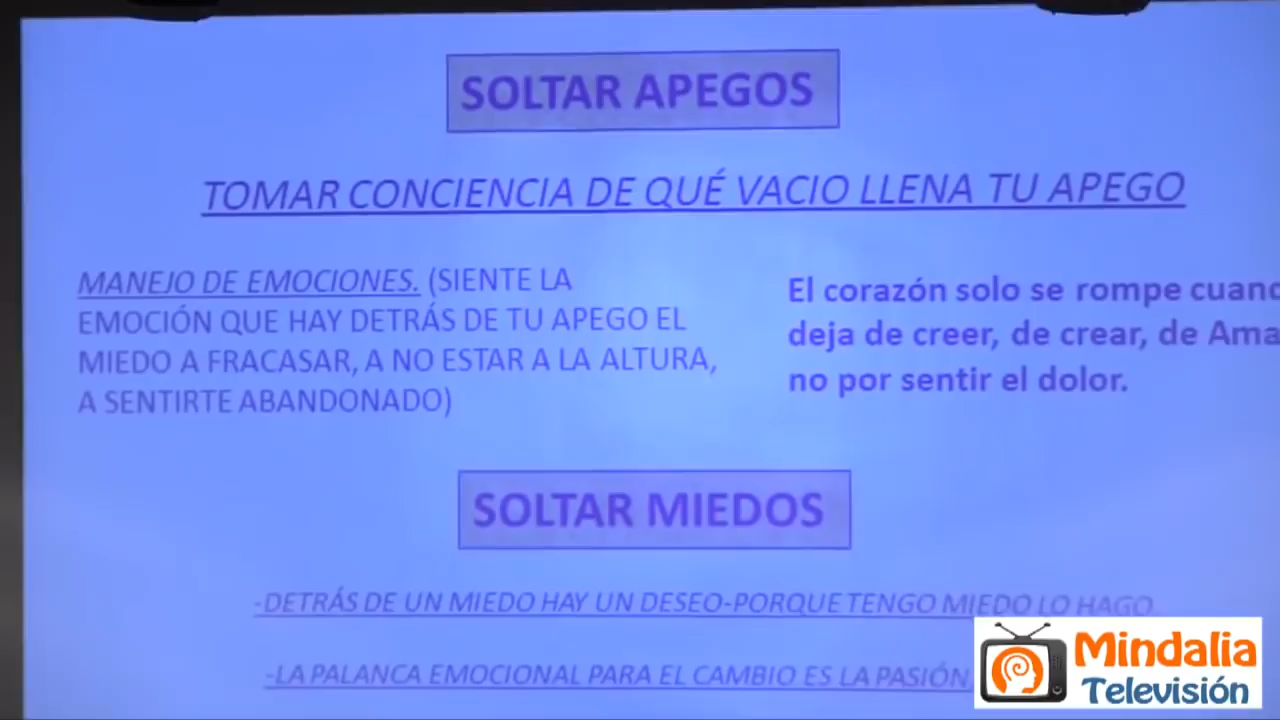 SOLTAR APEGOS
TOMAR CONCIENCIA DE QUÉ VACIO LLENA TU APEGO
MANEJO DE EMOCIONES. (SIENTE LA
EMOCIÓN QUE HAY DETRÁS DE TU APEGO EL
MIEDO A FRACASAR, A NO ESTAR A LA ALTURA,
A SENTIRTE ABANDONADO)
El corazón solo se rompe
deja de creer, de crear, de
no por sentir el dolor.
SOLTAR MIEDOS
-DETRÁS DE UN MIEDO HAY UN DESEO-PORQUE TENGO MIEDO LO HAGO
-LA PALANCA EMOCIONAL PARA EL CAMBIO ES LA PASIÓN
Mindalia
Televisión